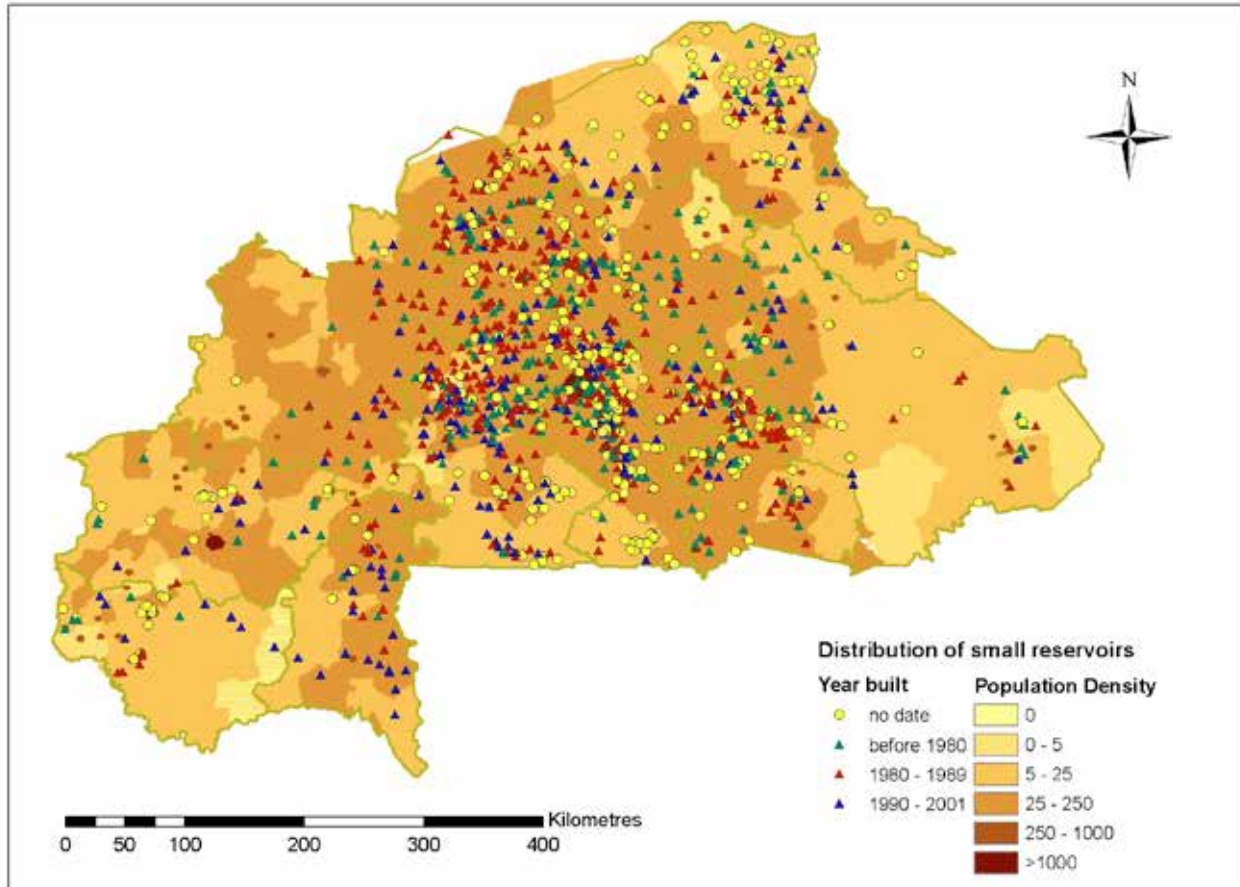 N
Distribution of small reservoirs
Year built
no date
before 1980
1980 - 1989
1990 - 2001
Population Density
0
0 - 5
5 - 25
25 - 250
250 - 1000
>1000
Kilometres
0 50 100 200 300 400